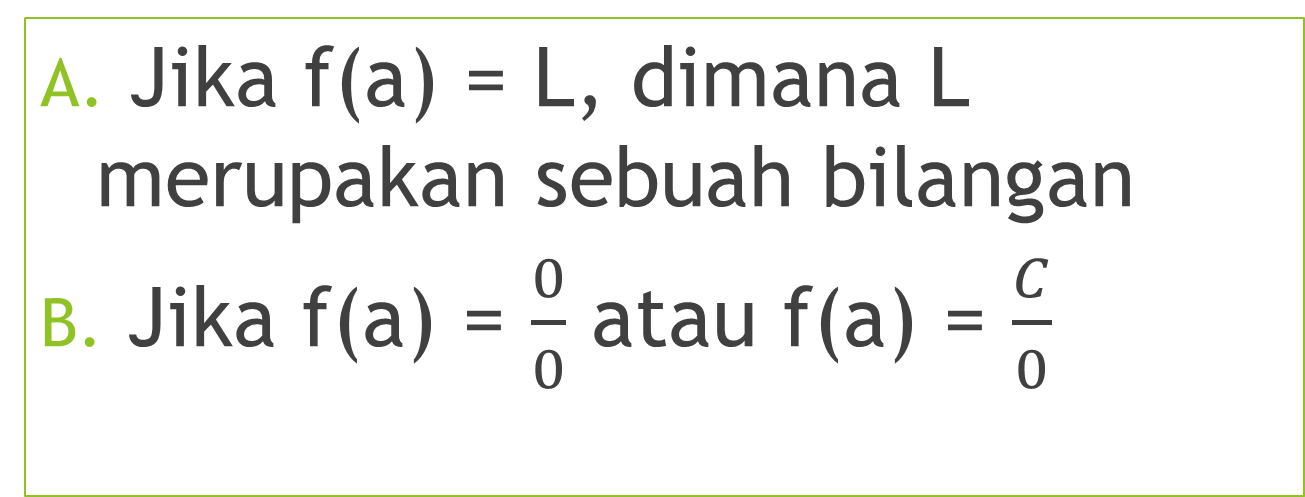 A. Jika f(a) = L, dimana L
merupakan sebuah bilangan
B. Jika f(a) = 0/0 atau f(a) = C/0